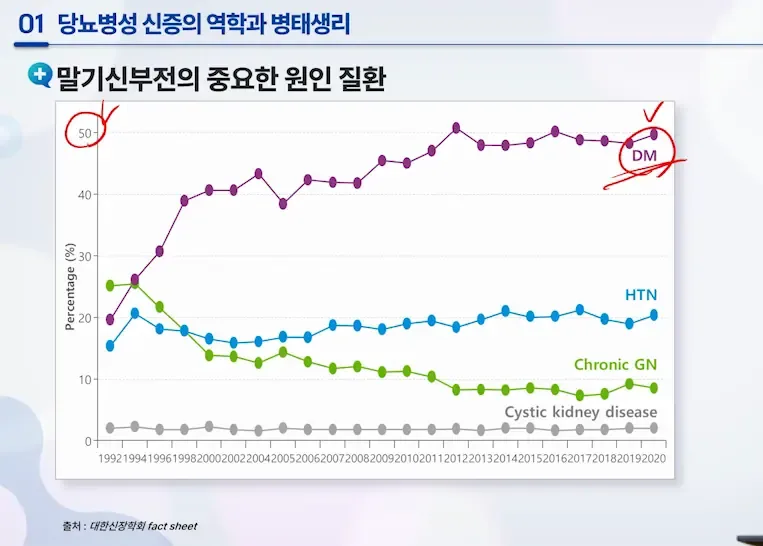 01 당뇨병성 신증의 역학과 병태생리
말기신부전의 중요한 원인 질환
50
40
30
20
10
0
Percentage (%)
DM
HTN
Chronic GN
Cystic kidney disease
1992 1994 1996 1998 2000 2002 2004 2005 2006 2007 2008 2009 2010 2011 2012 2013 2014 2015 2016 2017 2018 2019 2020
출처 : 대한신장학회 fact sheet